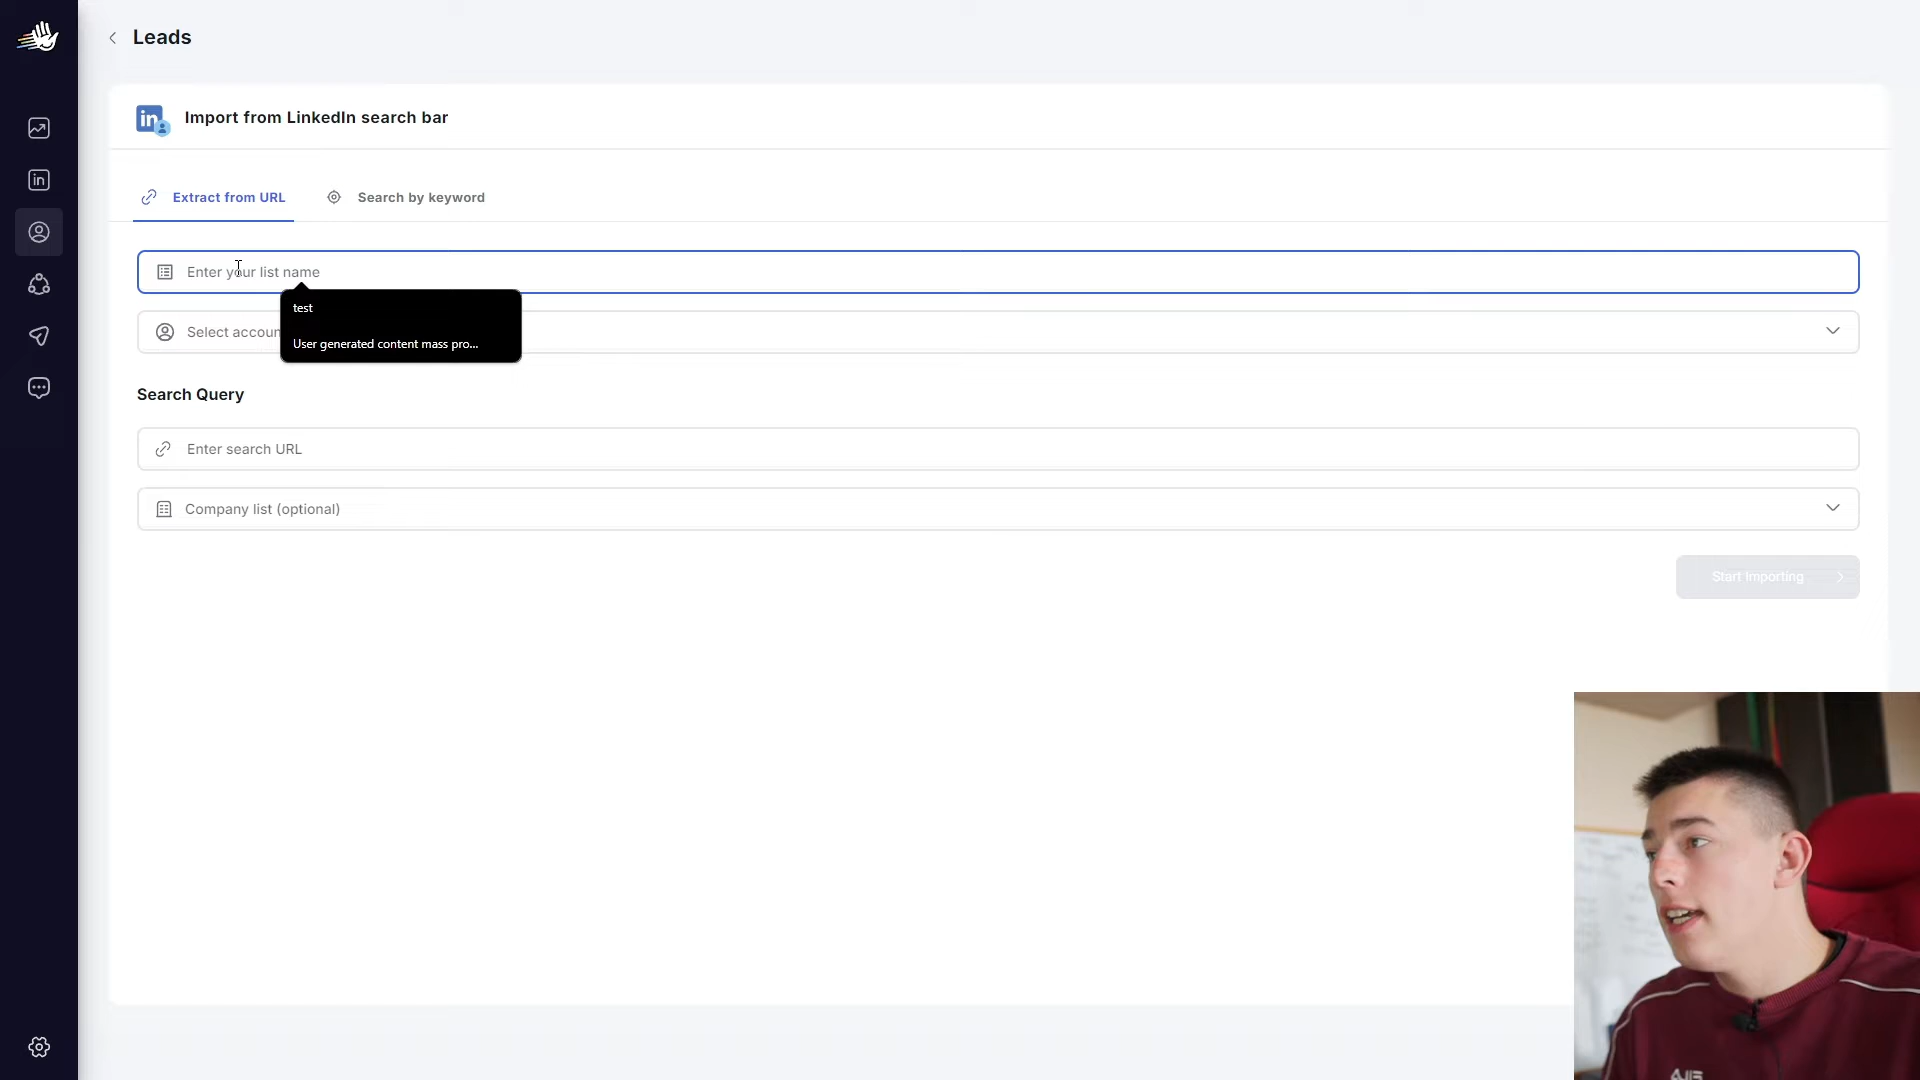 Leads
in
Import from LinkedIn search bar
Extract from URL
Search by keyword
Enter your list name
test
User generated content mass pro...
Select accoun
Search Query
Enter search URL
Company list (optional)
Start Importing